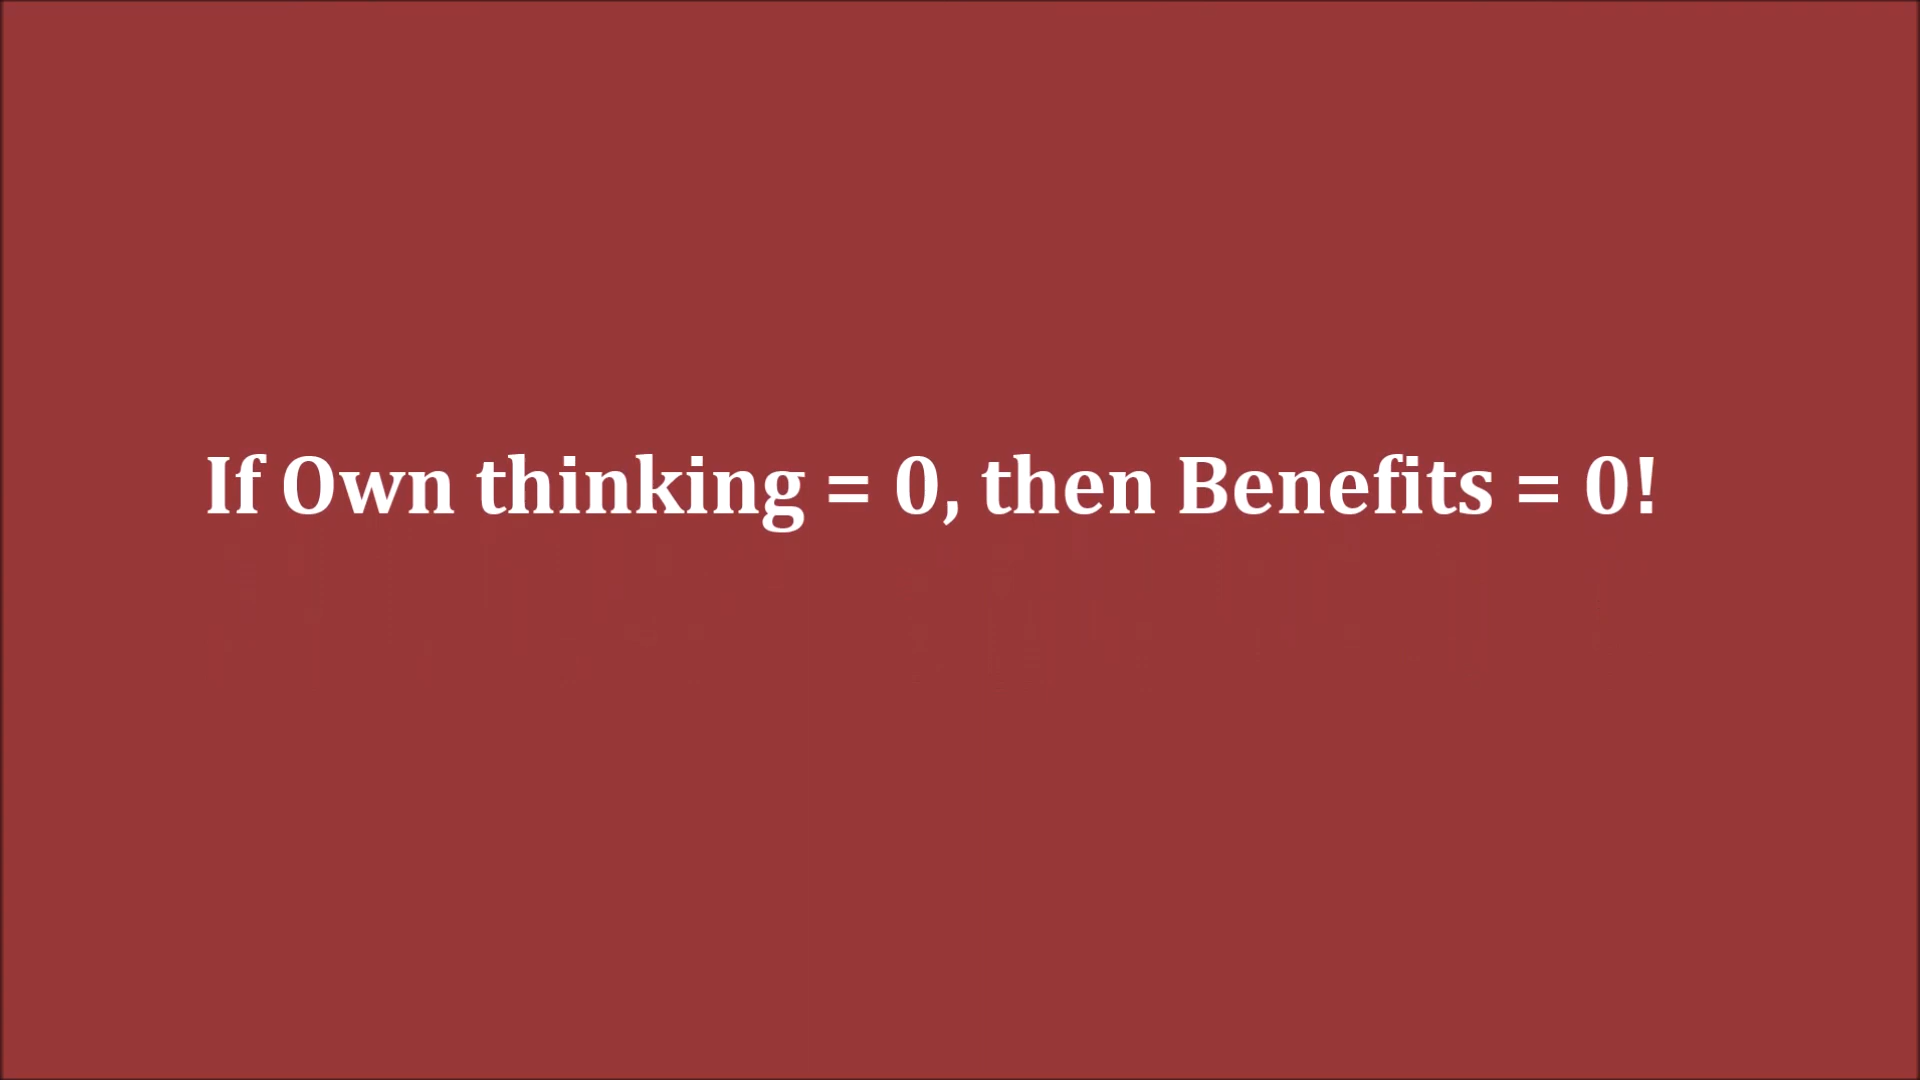 If Own thinking = 0, then Benefits = 0!